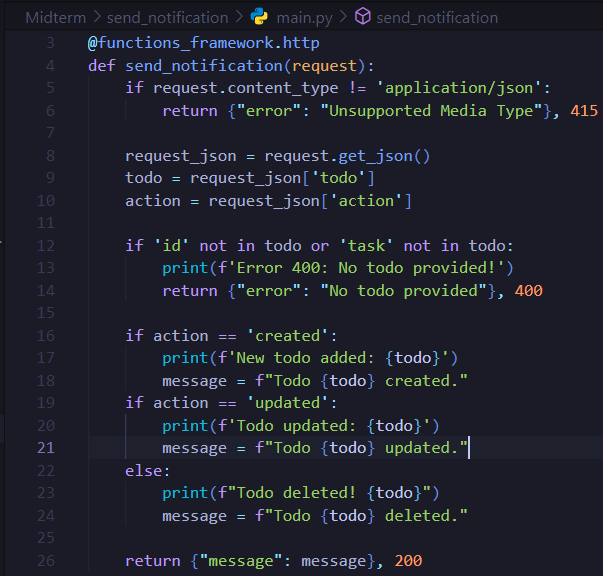 Midterm > send_notification > main.py > send_notification
3 @functions_framework.http
4 def send_notification(request):
5     if request.content_type != 'application/json':
6         return {"error": "Unsupported Media Type"}, 415
7
8     request_json = request.get_json()
9     todo = request_json['todo']
10     action = request_json['action']
11
12     if 'id' not in todo or 'task' not in todo:
13         print(f'Error 400: No todo provided!')
14         return {"error": "No todo provided"}, 400
15
16     if action == 'created':
17         print(f'New todo added: {todo}')
18         message = f"Todo {todo} created."
19     if action == 'updated':
20         print(f'Todo updated: {todo}')
21         message = f"Todo {todo} updated."
22     else:
23         print(f"Todo deleted! {todo}")
24         message = f"Todo {todo} deleted."
25
26     return {"message": message}, 200